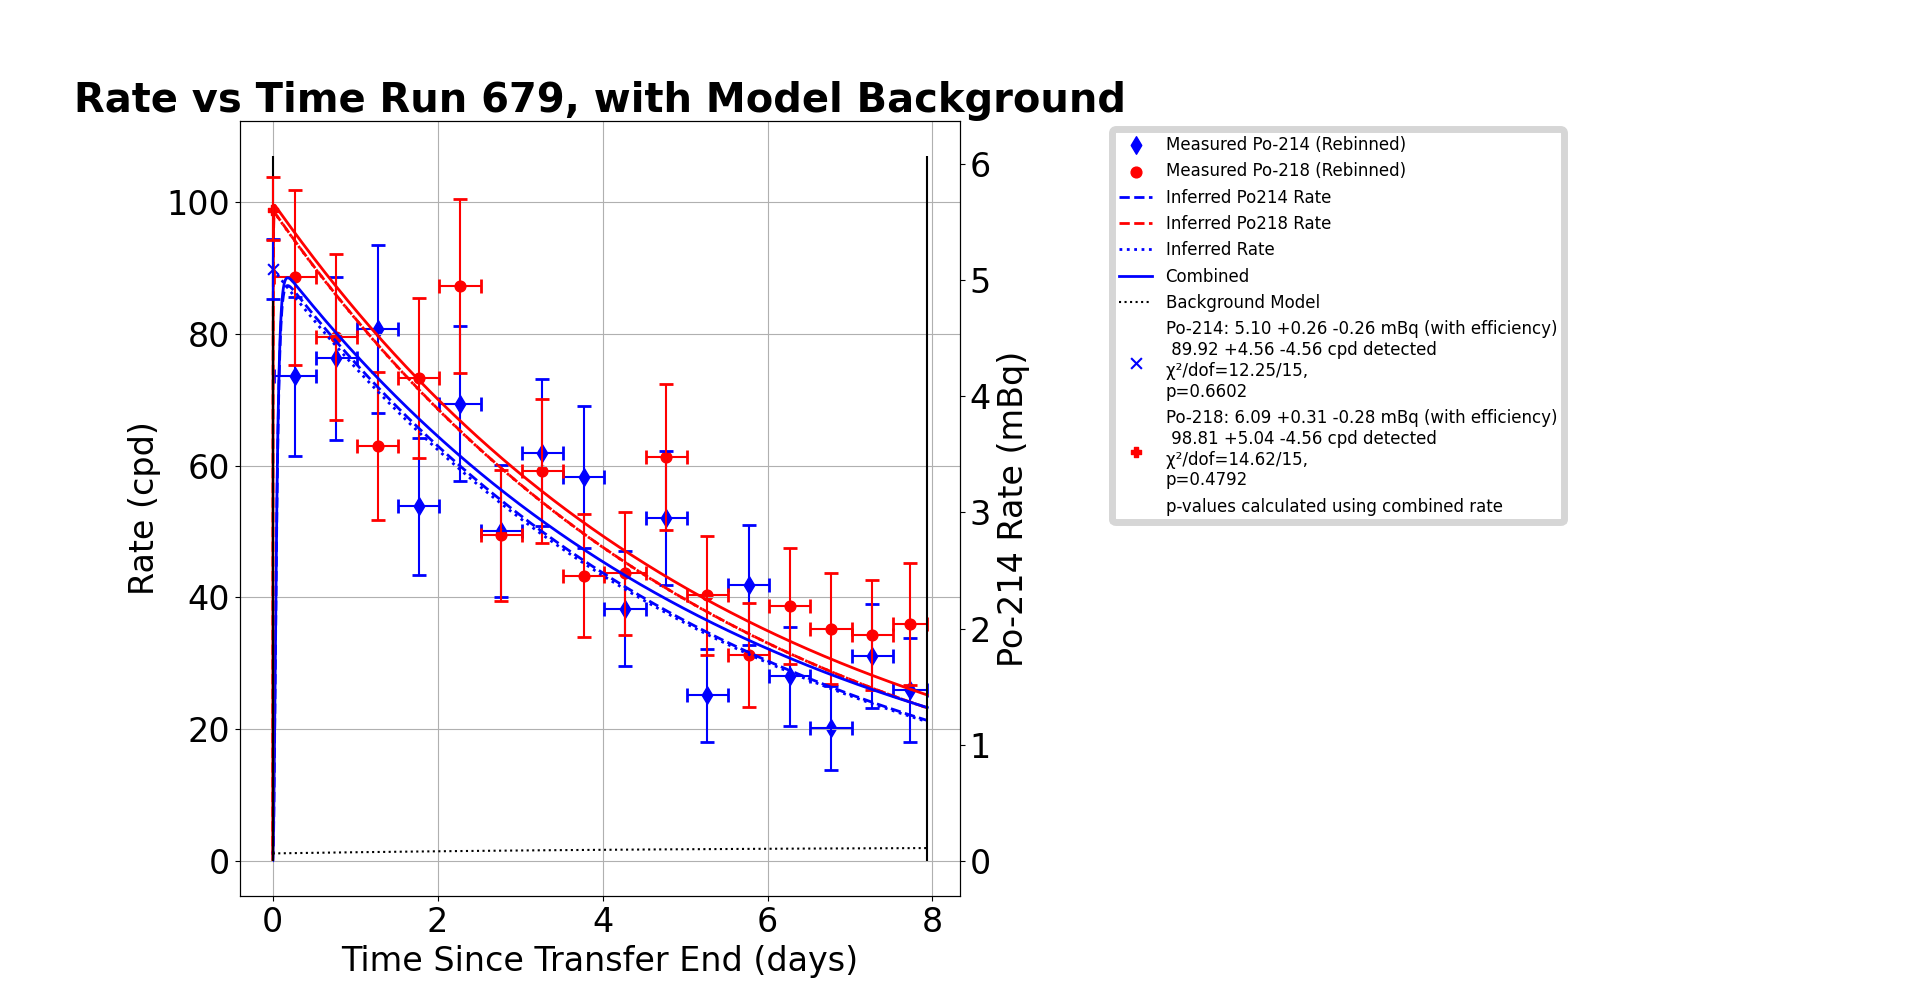 Rate vs Time Run 679, with Model Background
Rate (cpd)
100
80
60
40
20
0
0
2
4
6
8
Time Since Transfer End (days)
6
5
4
3
2
1
0
Po-214 Rate (mBq)
Measured Po-214 (Rebinned)
Measured Po-218 (Rebinned)
Inferred Po214 Rate
Inferred Po218 Rate
Inferred Rate
Combined
Background Model
Po-214: 5.10 +0.26 -0.26 mBq (with efficiency)
89.92 +4.56 -4.56 cpd detected
χ²/dof=12.25/15,
p=0.6602
Po-218: 6.09 +0.31 -0.28 mBq (with efficiency)
98.81 +5.04 -4.56 cpd detected
χ²/dof=14.62/15,
p=0.4792
p-values calculated using combined rate